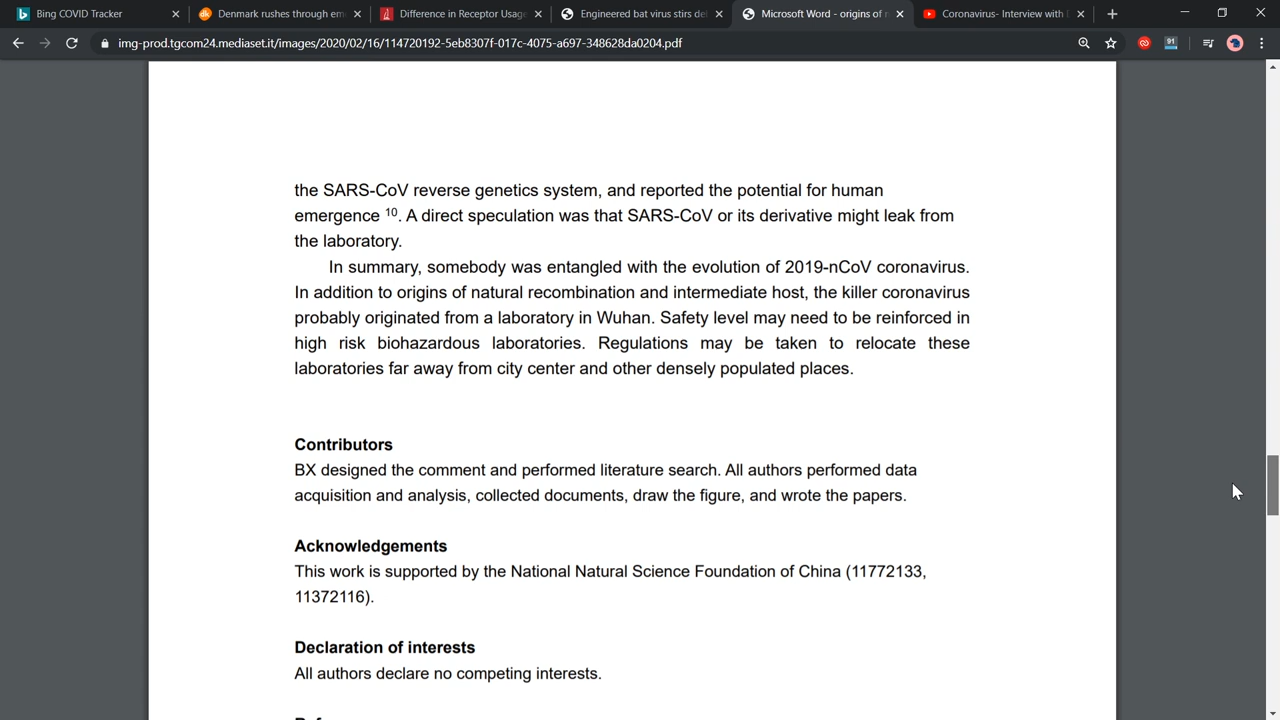 Bing COVID Tracker
Denmark rushes through em
Difference in Receptor Usage
Engineered bat virus stirs de
Microsoft Word - origins of
Coronavirus- Interview with
img-prod.tgcom24.mediaset.it/images/2020/02/16/114720192-5eb8307f-017c-4075-a697-348628da0204.pdf
91
the SARS-CoV reverse genetics system, and reported the potential for human
emergence 10. A direct speculation was that SARS-CoV or its derivative might leak from
the laboratory.
In summary, somebody was entangled with the evolution of 2019-nCoV coronavirus.
In addition to origins of natural recombination and intermediate host, the killer coronavirus
probably originated from a laboratory in Wuhan. Safety level may need to be reinforced in
high risk biohazardous laboratories. Regulations may be taken to relocate these
laboratories far away from city center and other densely populated places.
Contributors
BX designed the comment and performed literature search. All authors performed data
acquisition and analysis, collected documents, draw the figure, and wrote the papers.
Acknowledgements
This work is supported by the National Natural Science Foundation of China (11772133,
11372116).
Declaration of interests
All authors declare no competing interests.